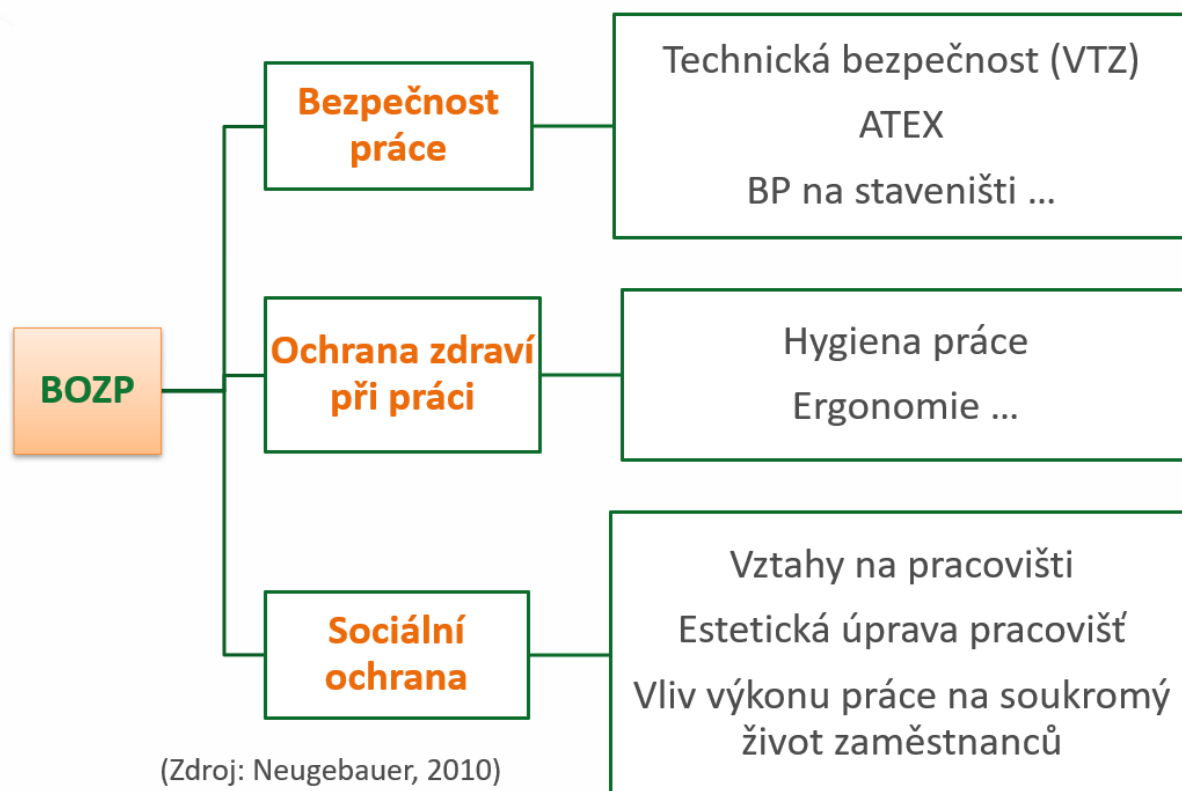 Bezpečnost
práce
Technická bezpečnost (VTZ)
ATEX
BP na staveništi ...
BOZP
Ochrana zdraví
při práci
Hygiena práce
Ergonomie ...
Sociální
ochrana
Vztahy na pracovišti
Estetická úprava pracovišť
Vliv výkonu práce na soukromý
život zaměstnanců
(Zdroj: Neugebauer, 2010)